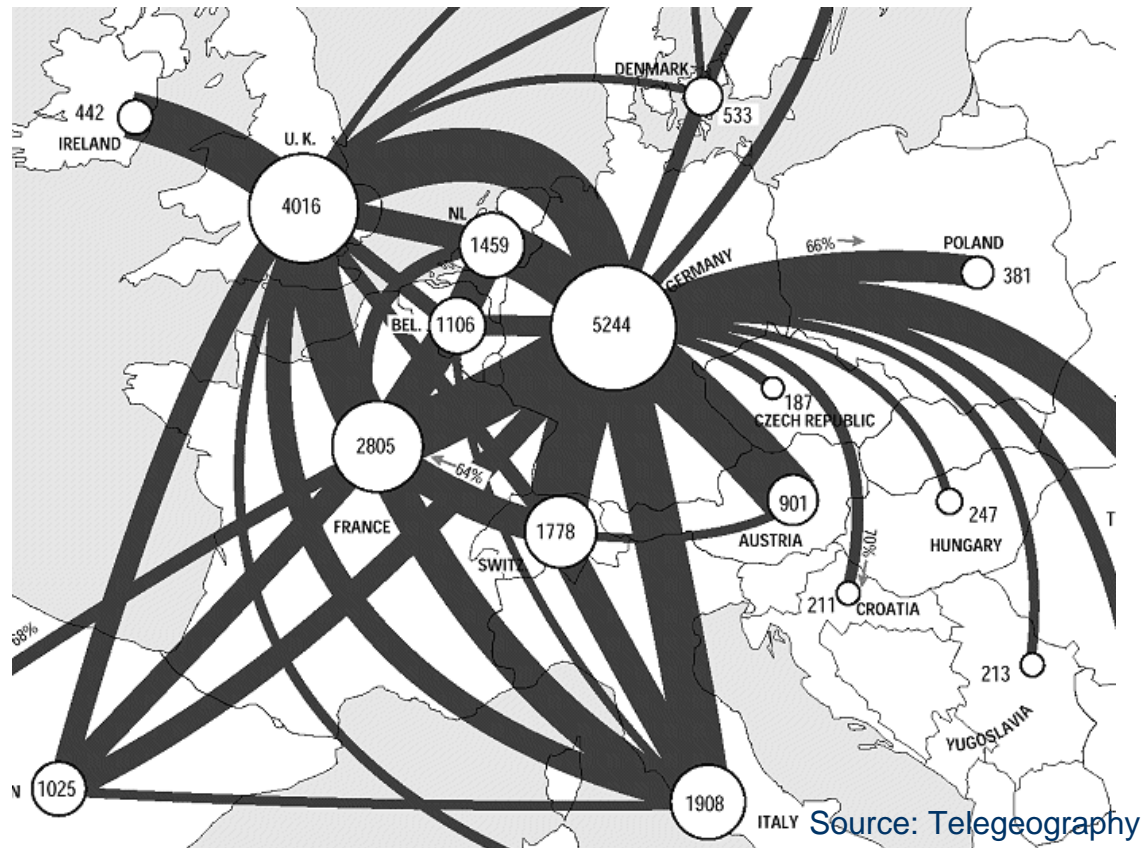 DENMARK
533
442
IRELAND
U. K.
4016
NL
1459
66%
POLAND
381
GERMANY
BEL.
1106
5244
187
CZECH REPUBLIC
2805
64%
FRANCE
1778
SWITZ.
901
AUSTRIA
247
HUNGARY
T
70%
211
CROATIA
68%
213
YUGOSLAVIA
N
1025
1908
ITALY
Source: Telegeography